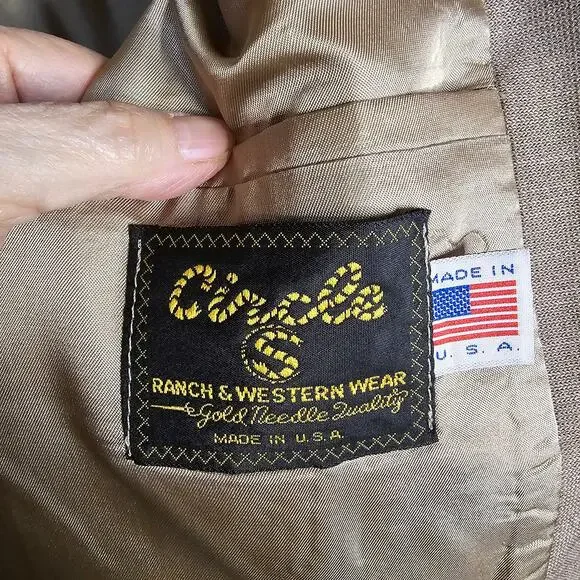 Circle
S
RANCH & WESTERN WEAR
Gold Needle Quality
MADE IN U.S.A.
MADE IN
U. S. A.